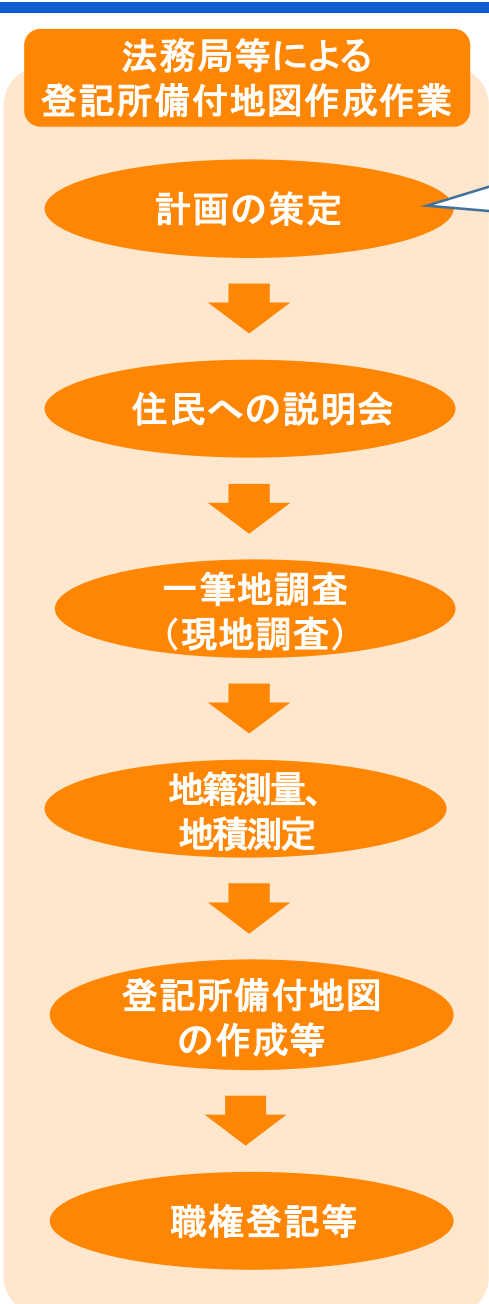 法務局等による
登記所備付地図作成作業
計画の策定
住民への説明会
一筆地調査
（現地調査）
地籍測量、
地積測定
登記所備付地図
の作成等
職権登記等